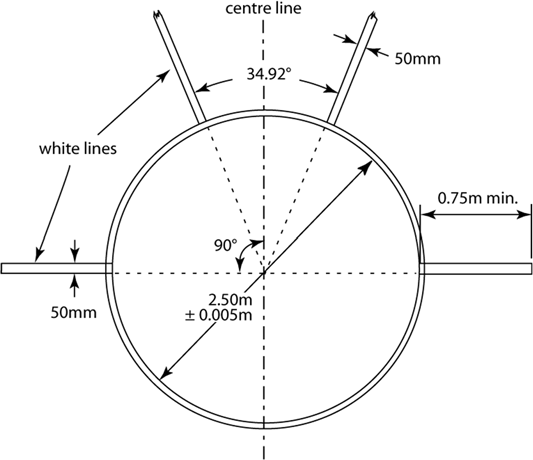 centre line
34.92°
50mm
white lines
0.75m min.
90°
50mm
2.50m
± 0.005m